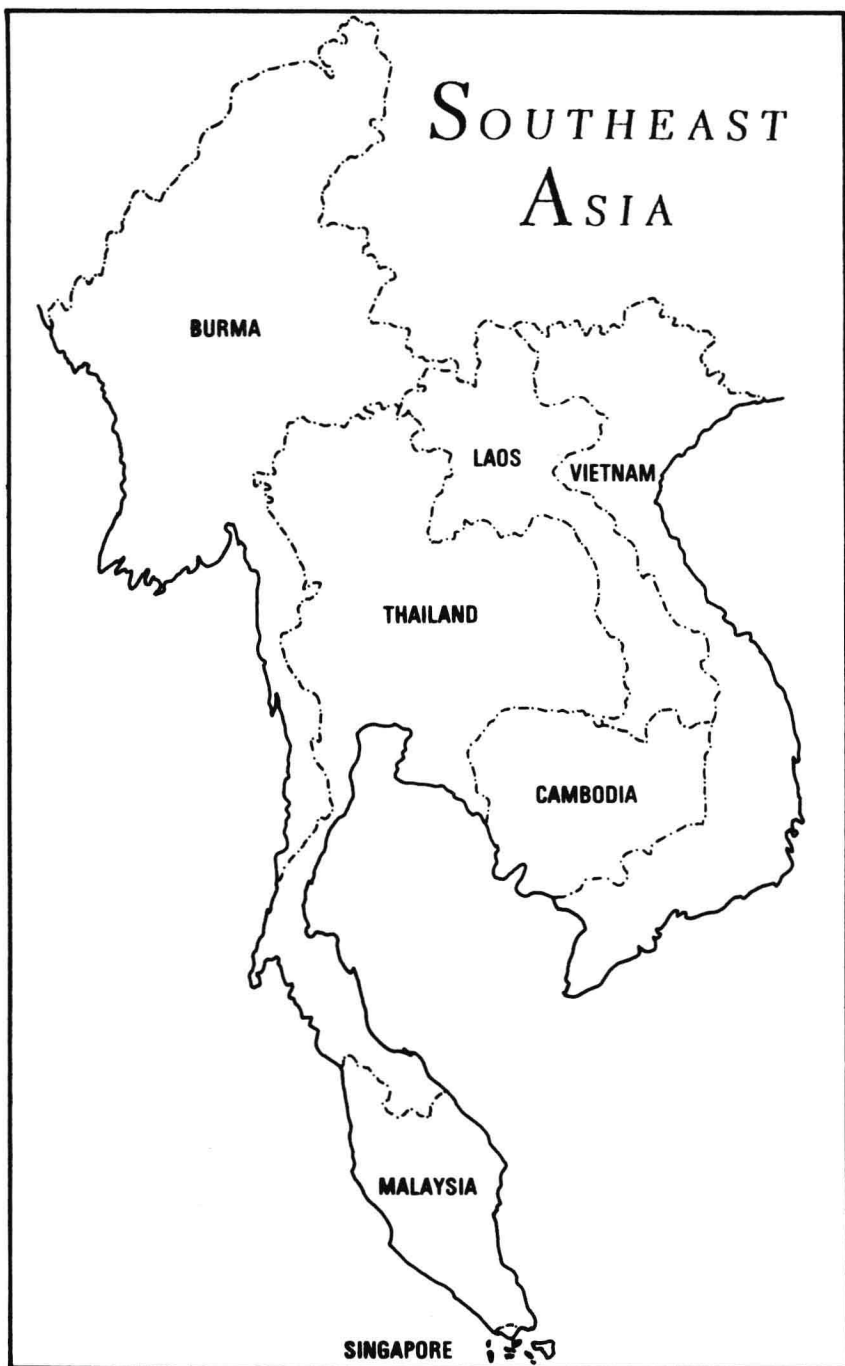 SOUTHEAST
ASIA
BURMA
LAOS
VIETNAM
THAILAND
CAMBODIA
MALAYSIA
SINGAPORE